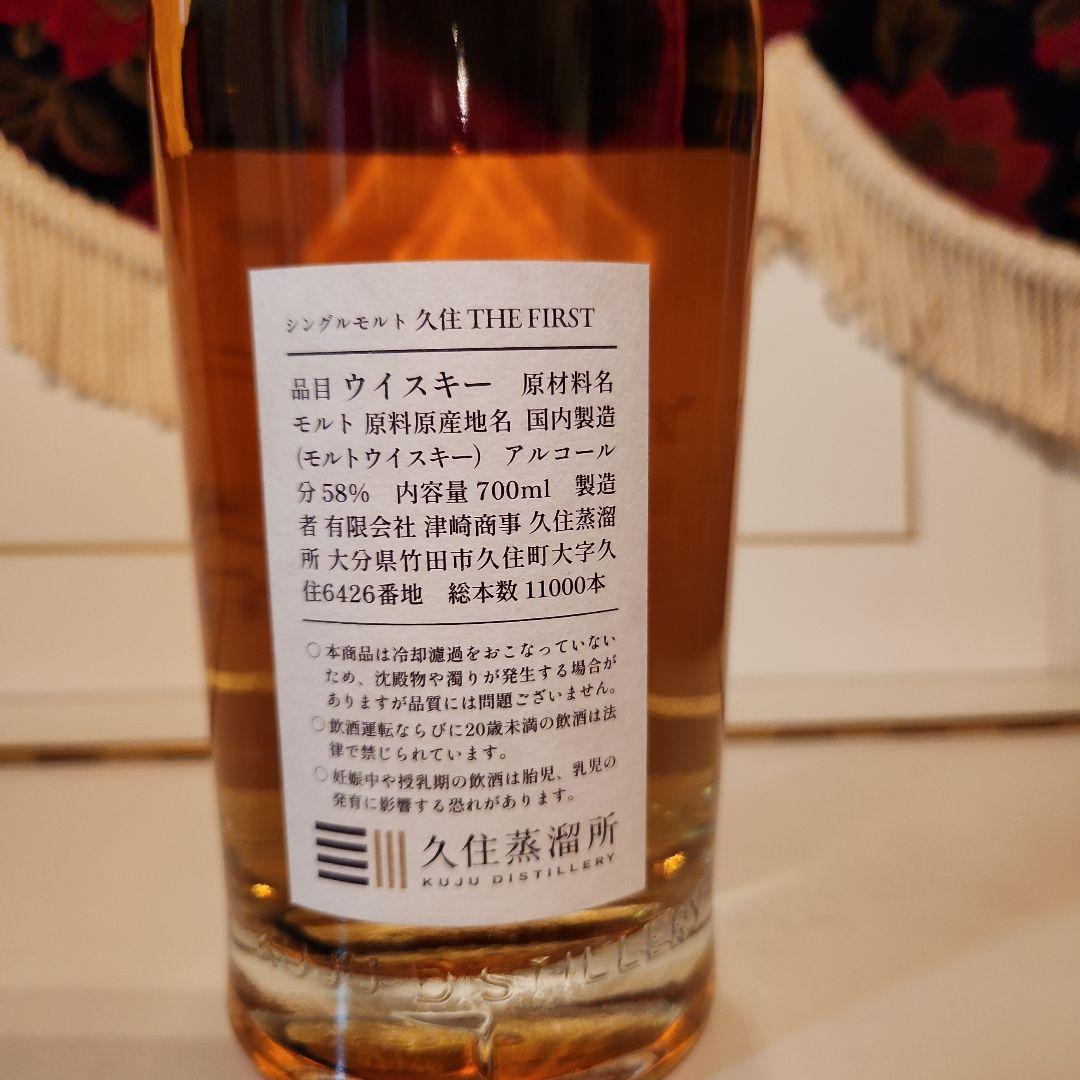 シングルモルト 久住 THE FIRST
品目 ウイスキー 原材料名
モルト 原料原産地名 国内製造
(モルトウイスキー) アルコール
分 58% 内容量 700ml 製造
者 有限会社 津崎商事 久住蒸溜
所 大分県竹田市久住町大字久
住6426番地 総本数 11000本
○本商品は冷却濾過をおこなっていない
ため、沈殿物や濁りが発生する場合が
ありますが品質には問題ございません。
○飲酒運転ならびに20歳未満の飲酒は法
律で禁じられています。
○妊娠中や授乳期の飲酒は胎児、乳児の
発育に影響する恐れがあります。
久住蒸溜所
KUJU DISTILLERY
KUJU DISTILLERY